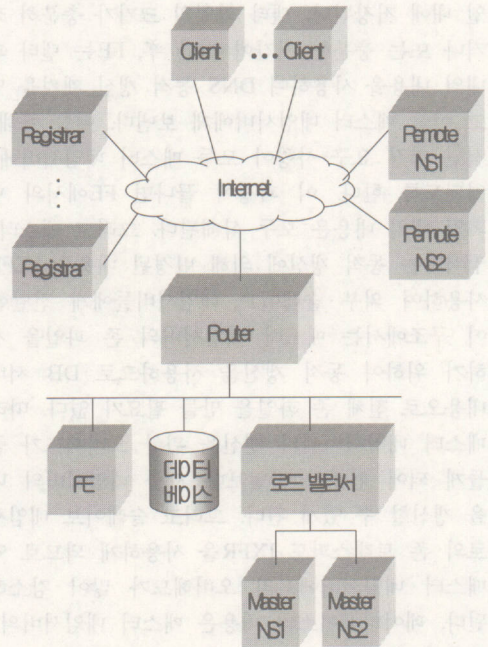 Client ... Client
Registrar
Registrar
Internet
Remote
NS1
Remote
NS2
Router
FE
데이터
베이스
로드 밸런서
Master
NS1
Master
NS2